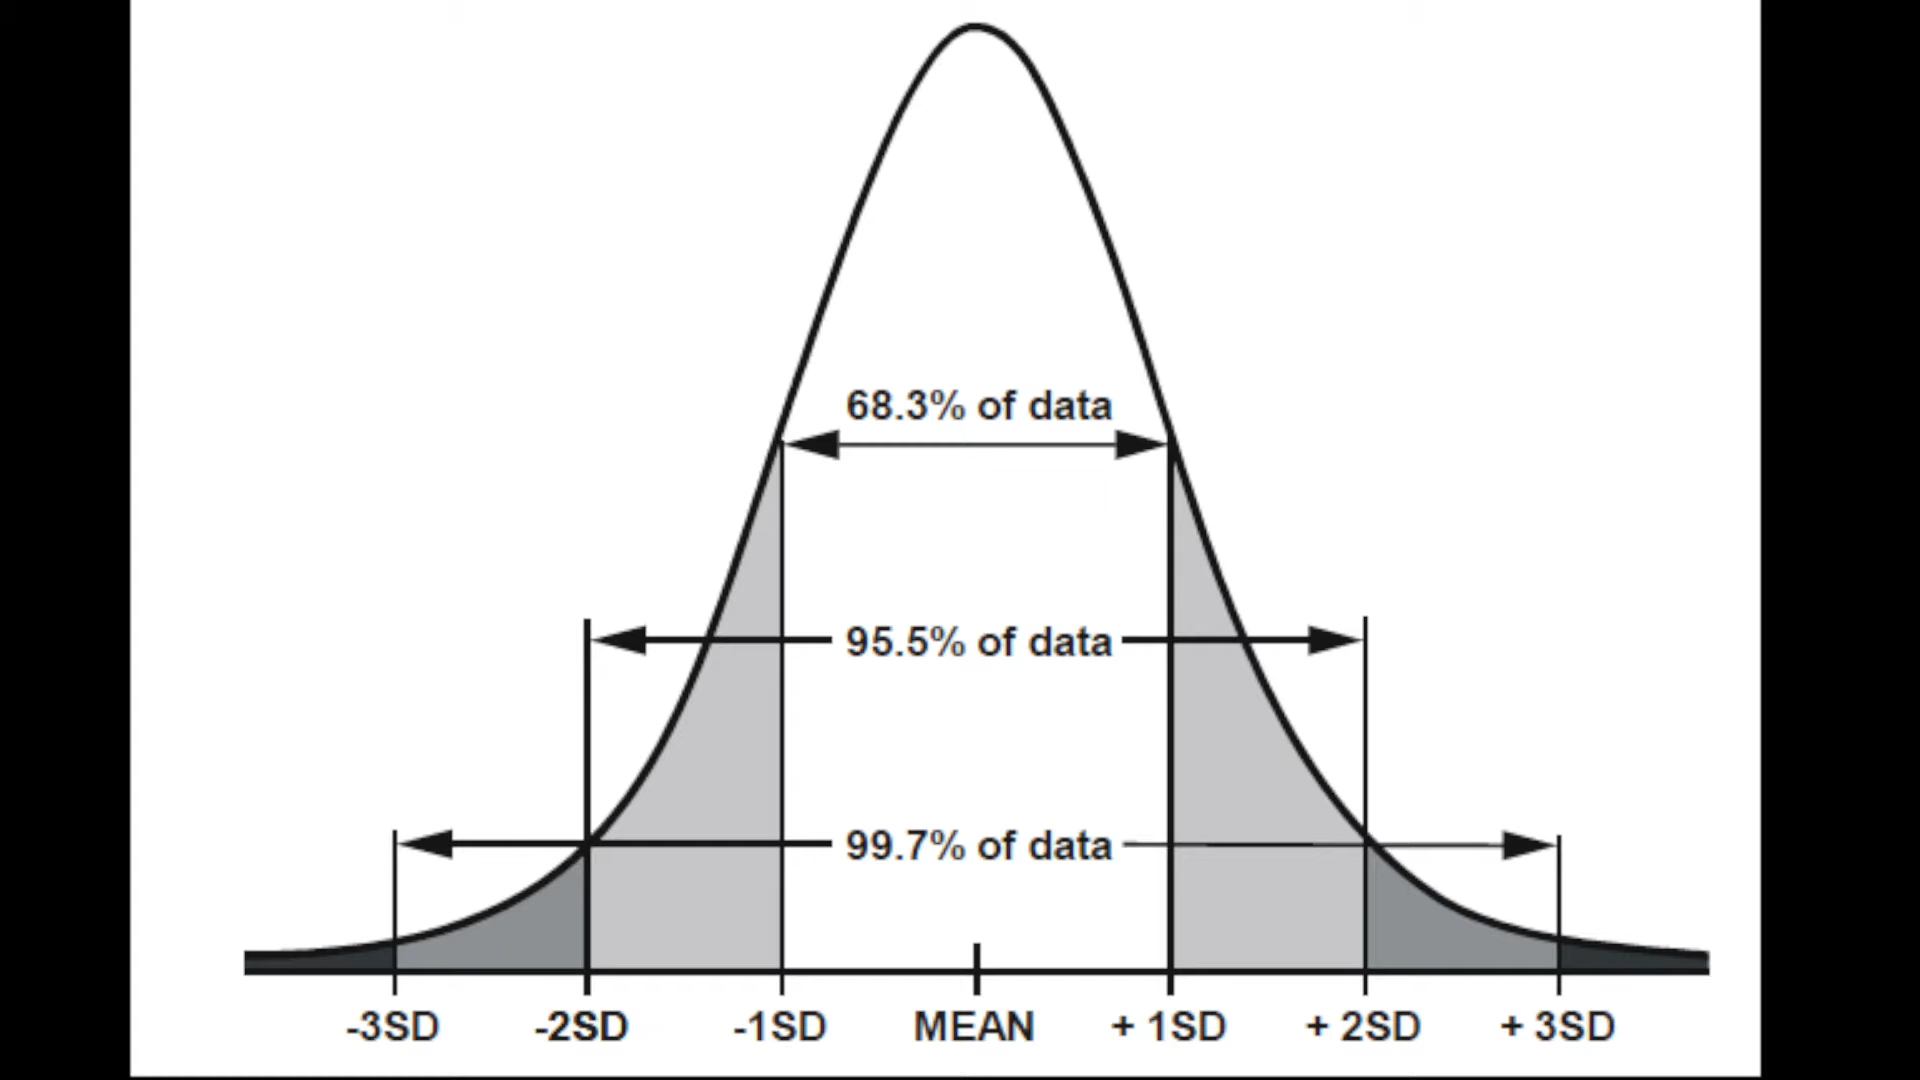 68.3% of data
95.5% of data
99.7% of data
-3SD -2SD -1SD MEAN + 1SD + 2SD + 3SD